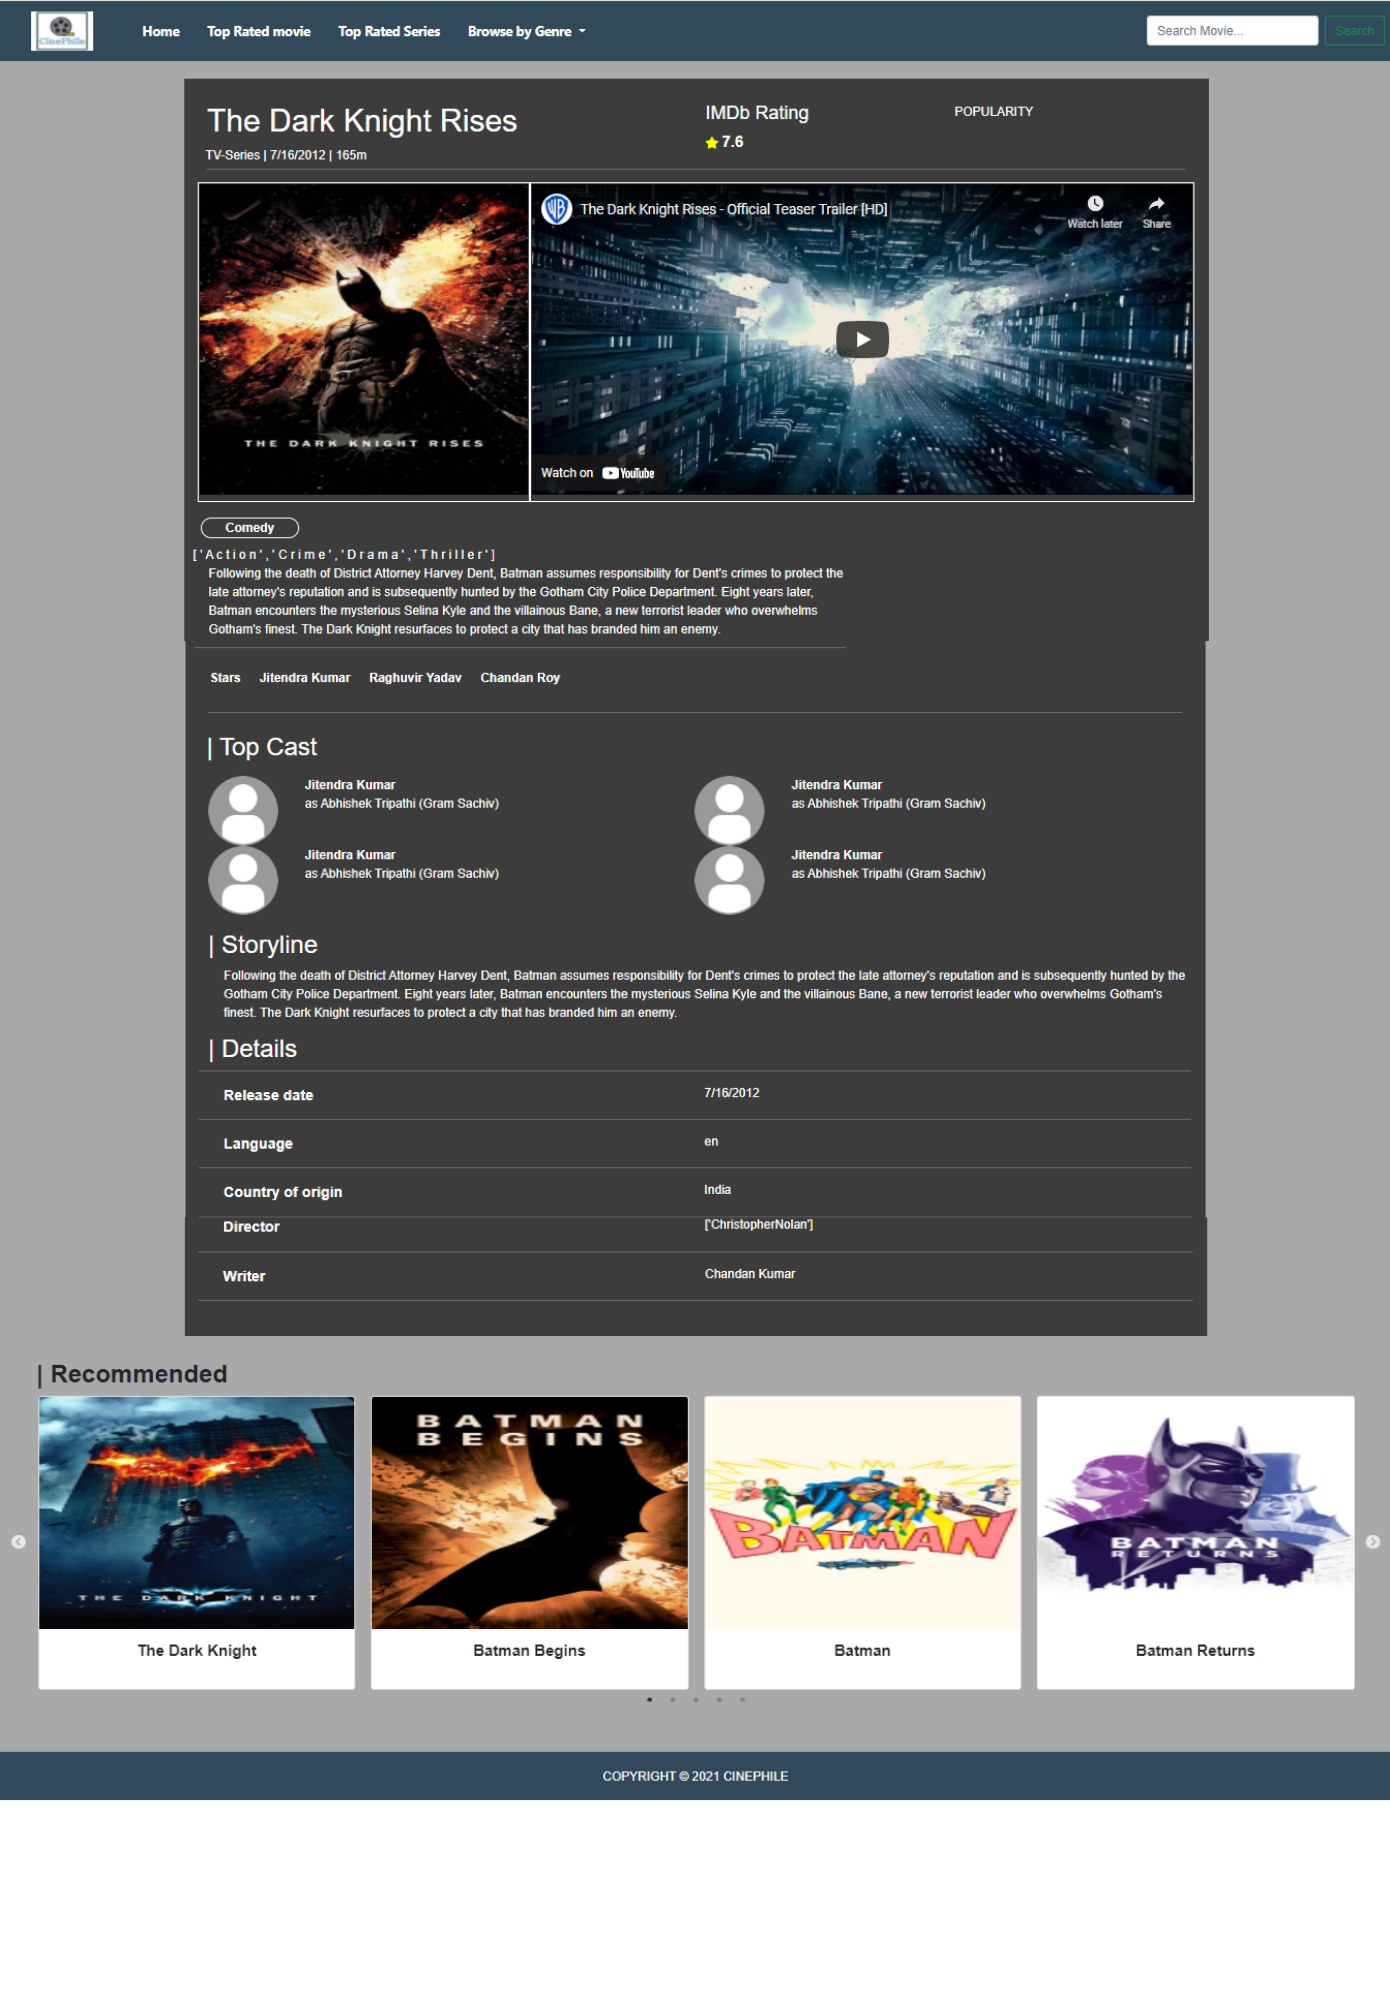 CinePhile
Home Top Rated movie Top Rated Series Browse by Genre
Search Movie...
Search
The Dark Knight Rises
TV-Series | 7/16/2012 | 165m
IMDb Rating
7.6
POPULARITY
THE DARK KNIGHT RISES
The Dark Knight Rises - Official Teaser Trailer [HD]
Watch later
Share
Watch on YouTube
Comedy
['Action','Crime','Drama','Thriller']
Following the death of District Attorney Harvey Dent, Batman assumes responsibility for Dent's crimes to protect the
late attorney's reputation and is subsequently hunted by the Gotham City Police Department. Eight years later,
Batman encounters the mysterious Selina Kyle and the villainous Bane, a new terrorist leader who overwhelms
Gotham's finest. The Dark Knight resurfaces to protect a city that has branded him an enemy.
Stars Jitendra Kumar Raghuvir Yadav Chandan Roy
| Top Cast
Jitendra Kumar
as Abhishek Tripathi (Gram Sachiv)
Jitendra Kumar
as Abhishek Tripathi (Gram Sachiv)
Jitendra Kumar
as Abhishek Tripathi (Gram Sachiv)
Jitendra Kumar
as Abhishek Tripathi (Gram Sachiv)
| Storyline
Following the death of District Attorney Harvey Dent, Batman assumes responsibility for Dent's crimes to protect the late attorney's reputation and is subsequently hunted by the
Gotham City Police Department. Eight years later, Batman encounters the mysterious Selina Kyle and the villainous Bane, a new terrorist leader who overwhelms Gotham's
finest. The Dark Knight resurfaces to protect a city that has branded him an enemy.
| Details
Release date 7/16/2012
Language en
Country of origin India
Director ['ChristopherNolan']
Writer Chandan Kumar
| Recommended
THE DARK KNIGHT
The Dark Knight
BATMAN
BEGINS
Batman Begins
BATMAN
Batman
BATMAN
RETURNS
Batman Returns
COPYRIGHT © 2021 CINEPHILE